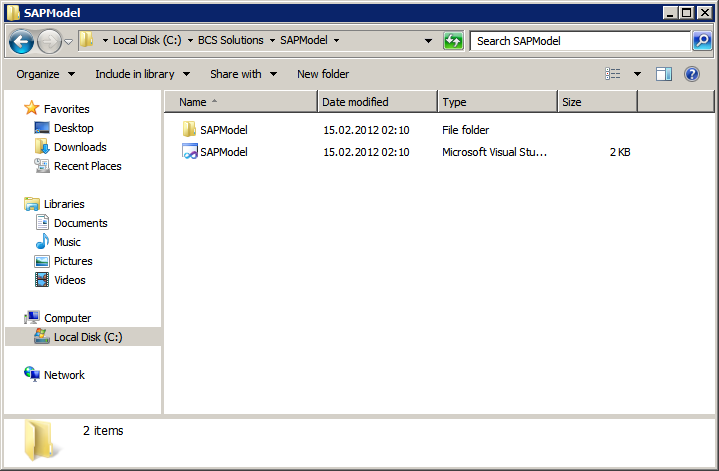 SAPModel
Local Disk (C:) BCS Solutions SAPModel Search SAPModel
Organize Include in library Share with New folder
Name Date modified Type Size
Favorites
Desktop
Downloads
Recent Places
Libraries
Documents
Music
Pictures
Videos
Computer
Local Disk (C:)
Network
SAPModel 15.02.2012 02:10 File folder
SAPModel 15.02.2012 02:10 Microsoft Visual Stu... 2 KB
2 items